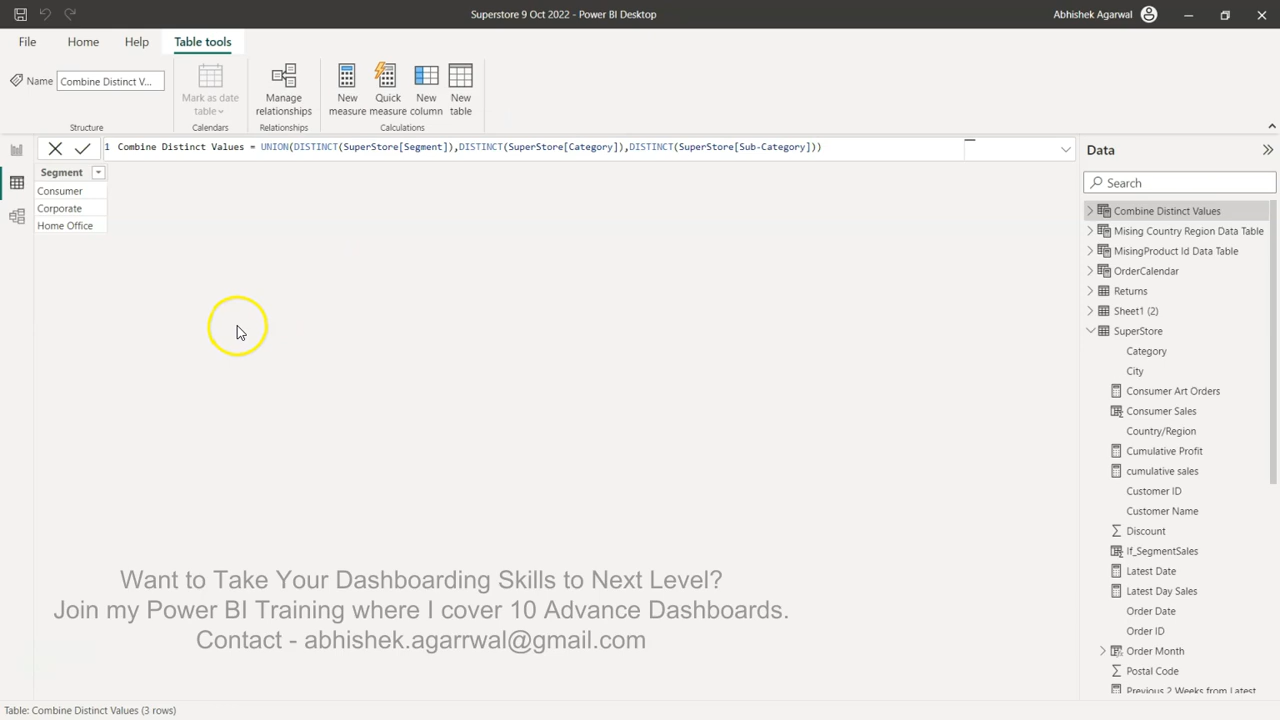 Superstore 9 Oct 2022 - Power BI Desktop
Abhishek Agarwal
File
Home
Help
Table tools
Name
Combine Distinct V...
Mark as date
table
Manage
relationships
New
measure
Quick
measure
New
column
New
table
Structure
Calendars
Relationships
Calculations
1 Combine Distinct Values = UNION(DISTINCT(SuperStore[Segment]),DISTINCT(SuperStore[Category]),DISTINCT(SuperStore[Sub-Category]))
Segment
Consumer
Corporate
Home Office
Data
Search
Combine Distinct Values
Mising Country Region Data Table
MisingProduct Id Data Table
OrderCalendar
Returns
Sheet1 (2)
SuperStore
Category
City
Consumer Art Orders
Consumer Sales
Country/Region
Cumulative Profit
cumulative sales
Customer ID
Customer Name
Discount
If_SegmentSales
Latest Date
Latest Day Sales
Order Date
Order ID
Order Month
Postal Code
Previous 2 Weeks from Latest
Want to Take Your Dashboarding Skills to Next Level?
Join my Power BI Training where I cover 10 Advance Dashboards.
Contact - abhishek.agarrwal@gmail.com
Table: Combine Distinct Values (3 rows)